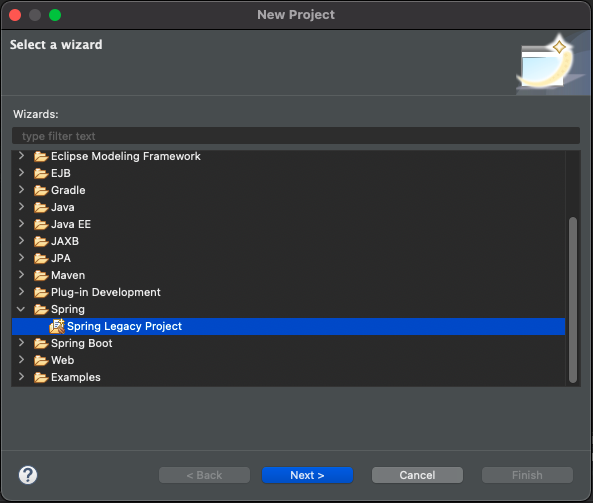 New Project
Select a wizard
Wizards:
type filter text
Eclipse Modeling Framework
EJB
Gradle
Java
Java EE
JAXB
JPA
Maven
Plug-in Development
Spring
Spring Legacy Project
Spring Boot
Web
Examples
?
< Back
Next >
Cancel
Finish